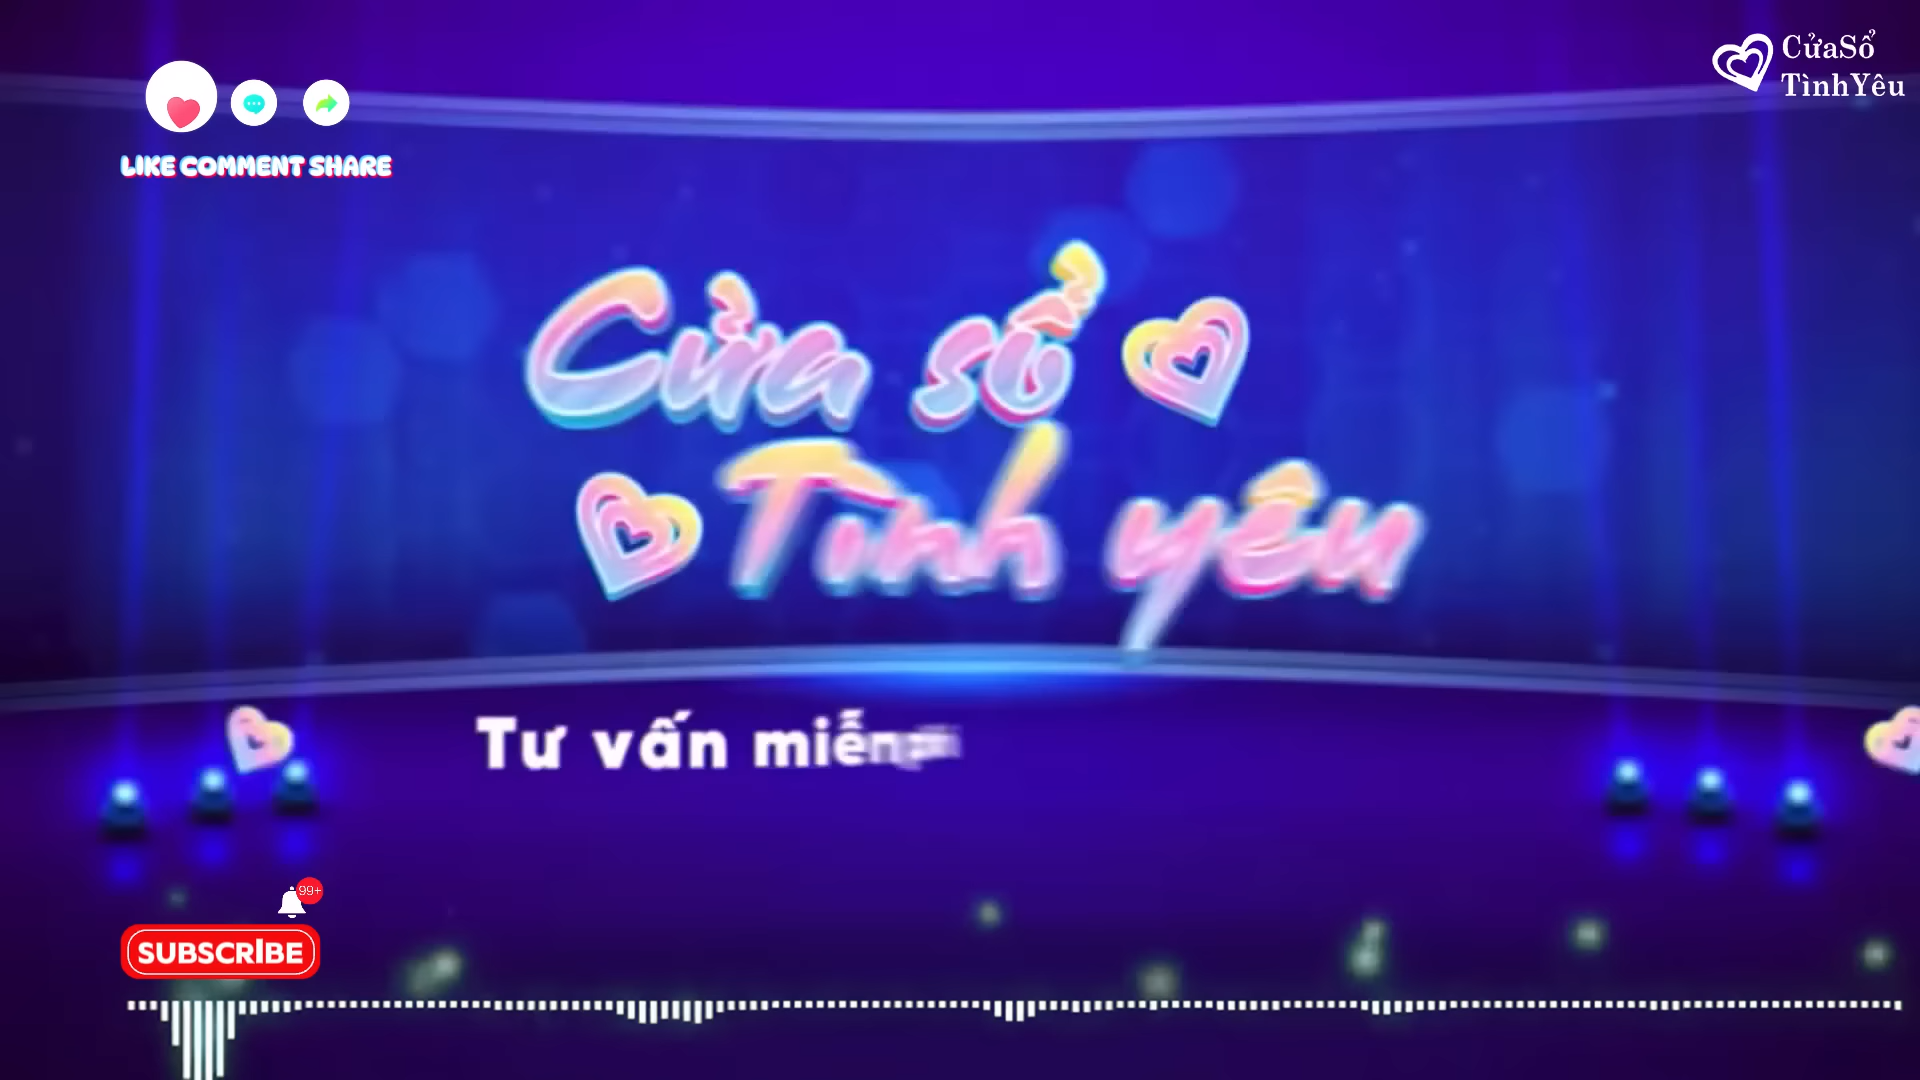 CửaSổ
TìnhYêu
LIKE COMMENT SHARE
Cửa sổ
Tình yêu
Tư vấn miễn
99+
SUBSCRIBE